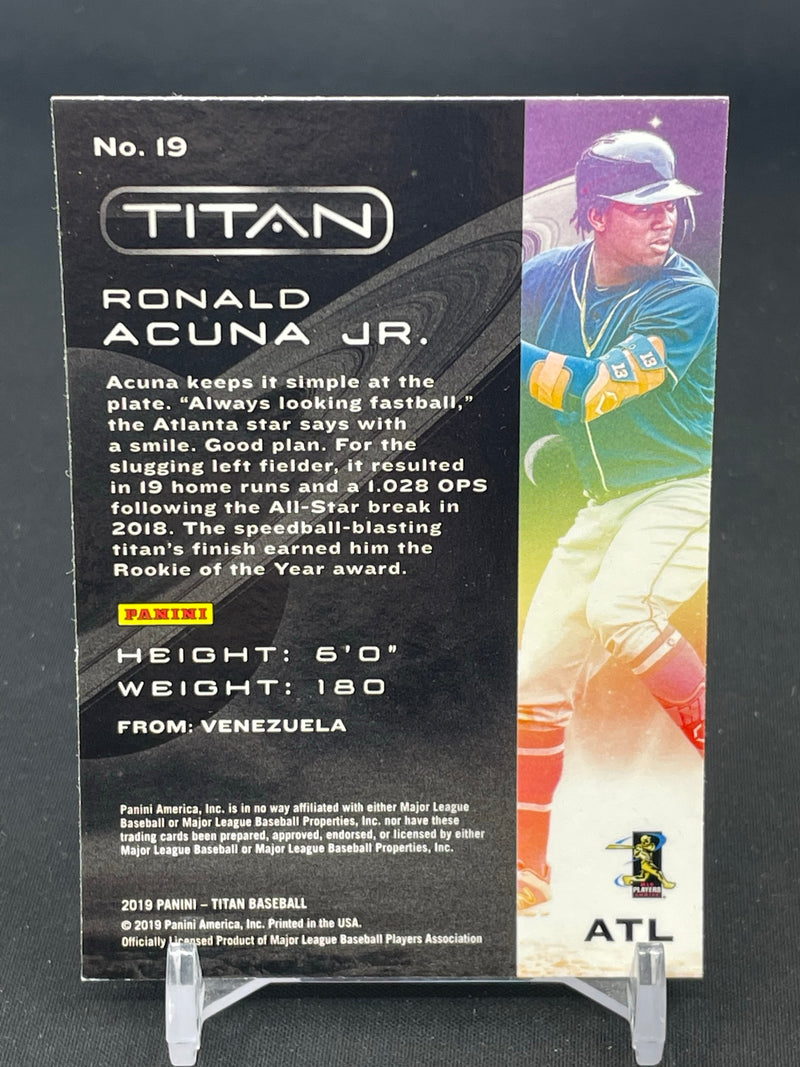 No. 19
TITAN
RONALD
ACUNA JR.
Acuna keeps it simple at the
plate. “Always looking fastball,”
the Atlanta star says with
a smile. Good plan. For the
slugging left fielder, it resulted
in 19 home runs and a 1.028 OPS
following the All-Star break in
2018. The speedball-blasting
titan's finish earned him the
Rookie of the Year award.
PANINI
HEIGHT: 6'0"
WEIGHT: 180
FROM: VENEZUELA
Panini America, Inc. is in no way affiliated with either Major League
Baseball or Major League Baseball Properties, Inc. nor have these
trading cards been prepared, approved, endorsed, or licensed by either
Major League Baseball or Major League Baseball Properties, Inc.
2019 PANINI – TITAN BASEBALL
© 2019 Panini America, Inc. Printed in the USA.
Officially Licensed Product of Major League Baseball Players Association
13
13
PLAYERS
ATL